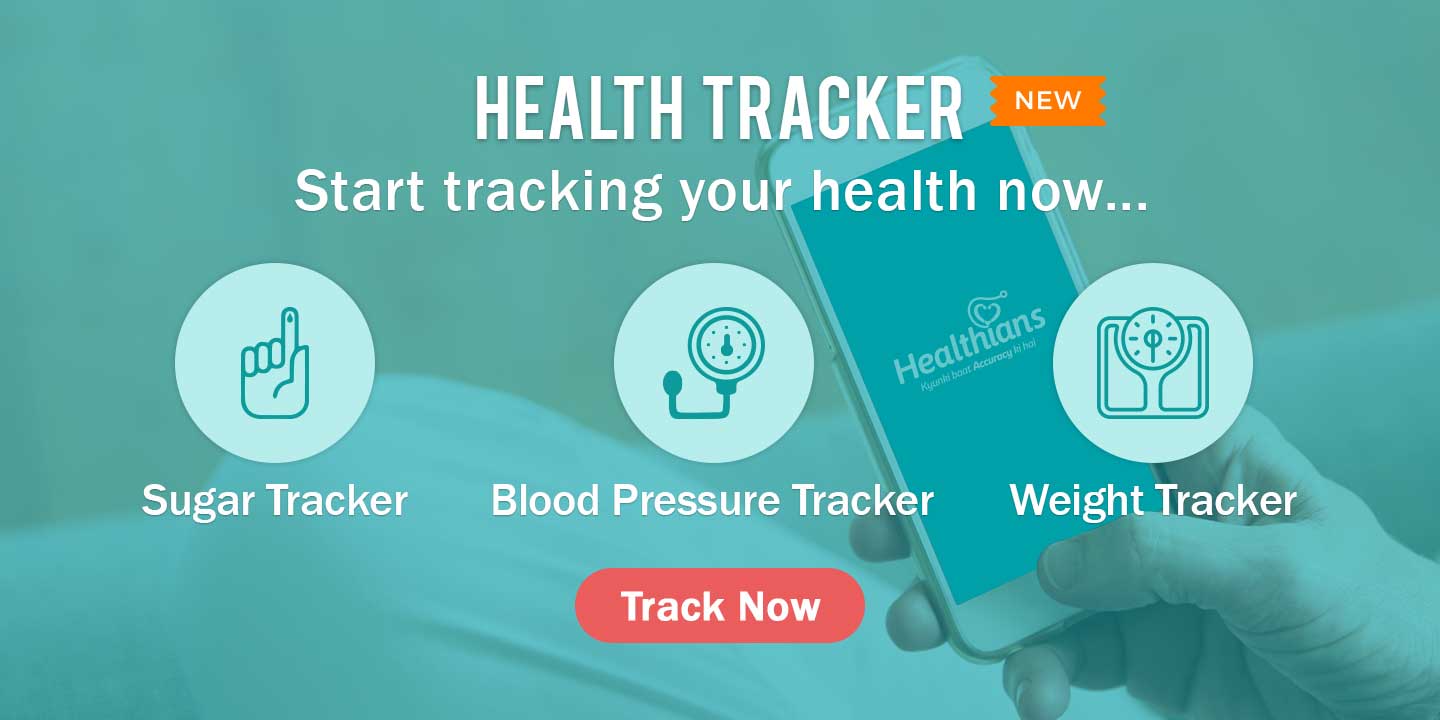 HEALTH TRACKER
NEW
Start tracking your health now...
Healthians
Kyunki baat Accuracy ki hai
Sugar Tracker
Blood Pressure Tracker
Weight Tracker
Track Now